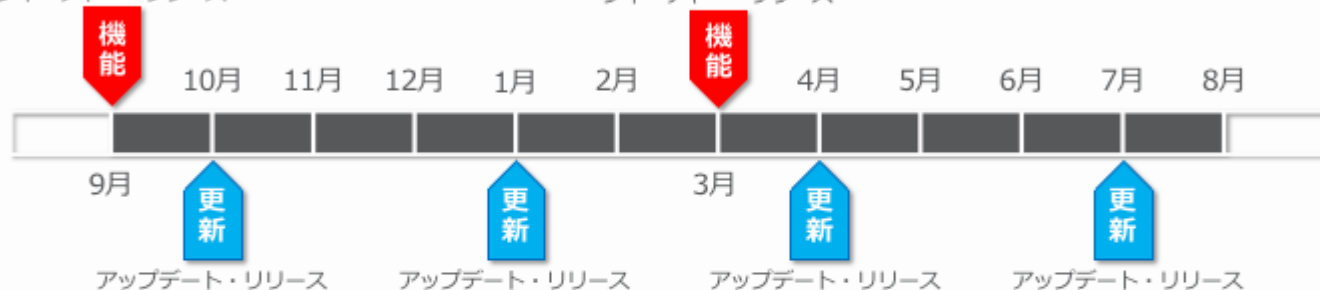 機能
機能
10月 11月 12月 1月 2月 4月 5月 6月 7月 8月
9月 3月
更新
更新
更新
更新
アップデート・リリース アップデート・リリース アップデート・リリース アップデート・リリース